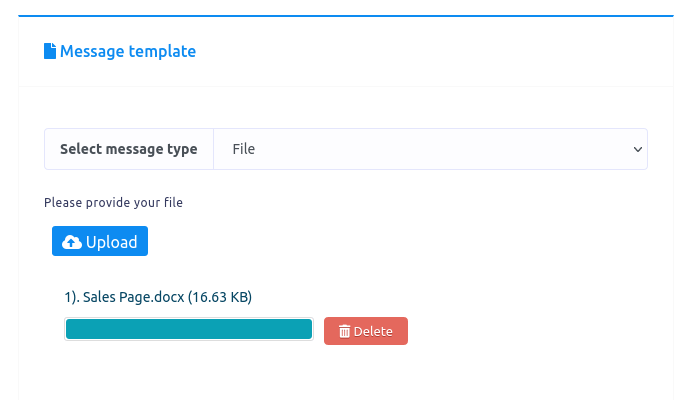 Message template
Select message type File
Please provide your file
Upload
1). Sales Page.docx (16.63 KB)
Delete